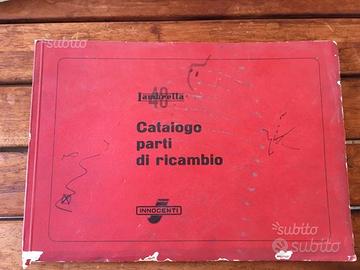 subito
lambretta
48
Catalogo
parti
di ricambio
INNOCENTI
subito
subito